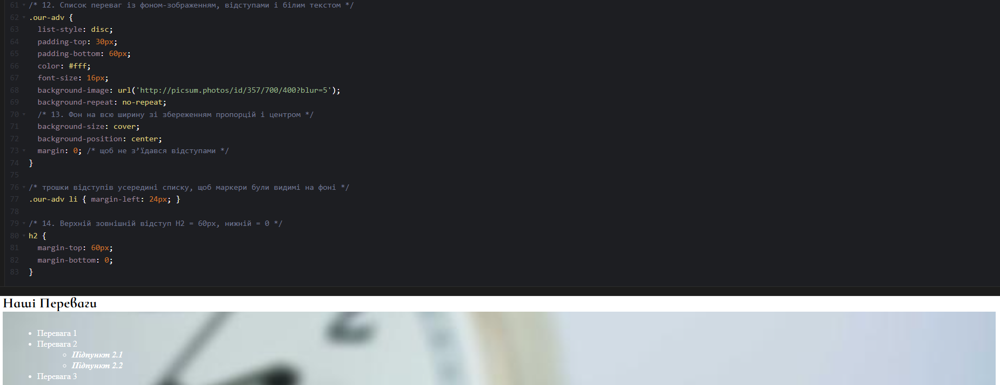 61 /* 12. Список переваг із фоном-зображенням, відступами і білим текстом */
62 .our-adv {
63 list-style: disc;
64 padding-top: 30px;
65 padding-bottom: 60px;
66 color: #fff;
67 font-size: 16px;
68 background-image: url('http://picsum.photos/id/357/700/400?blur=5');
69 background-repeat: no-repeat;
70 /* 13. Фон на всю ширину зі збереженням пропорцій і центром */
71 background-size: cover;
72 background-position: center;
73 margin: 0; /* щоб не з’їдався відступами */
74 }
75
76 /* трошки відступів усередині списку, щоб маркери були видимі на фоні */
77 .our-adv li { margin-left: 24px; }
78
79 /* 14. Верхній зовнішній відступ H2 = 60px, нижній = 0 */
80 h2 {
81 margin-top: 60px;
82 margin-bottom: 0;
83 }
Наші Переваги
• Перевага 1
• Перевага 2
◦ Підпункт 2.1
◦ Підпункт 2.2
• Перевага 3
2